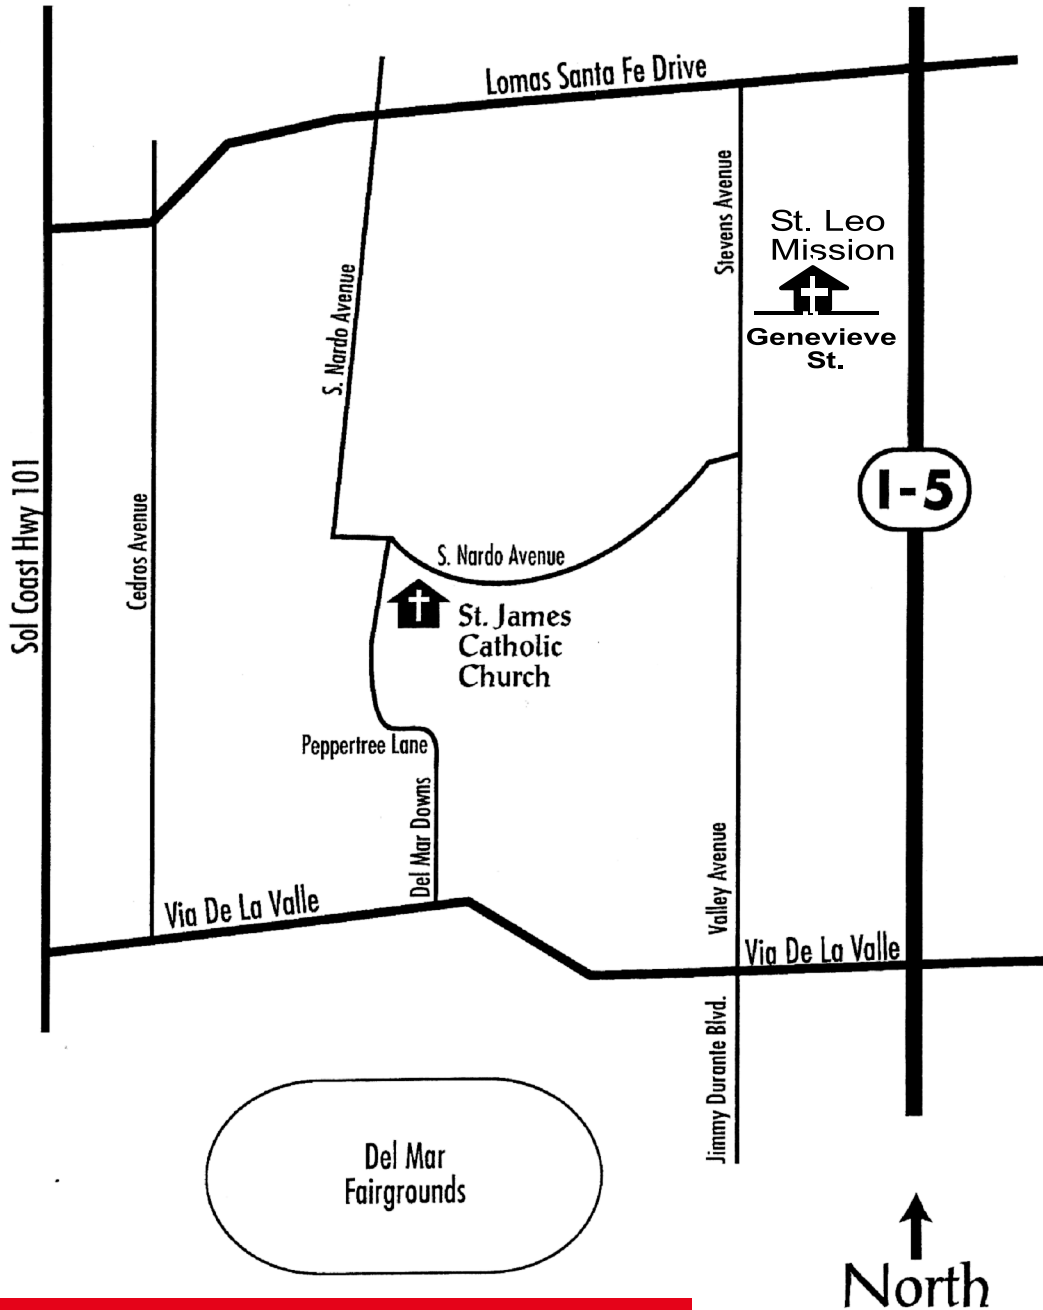 Lomas Santa Fe Drive
Stevens Avenue
St. Leo
Mission
Genevieve
St.
S. Nardo Avenue
I-5
Sol Coast Hwy 101
Cedros Avenue
S. Nardo Avenue
St. James
Catholic
Church
Peppertree Lane
Del Mar Downs
Valley Avenue
Via De La Valle
Via De La Valle
Jimmy Durante Blvd.
Del Mar
Fairgrounds
North